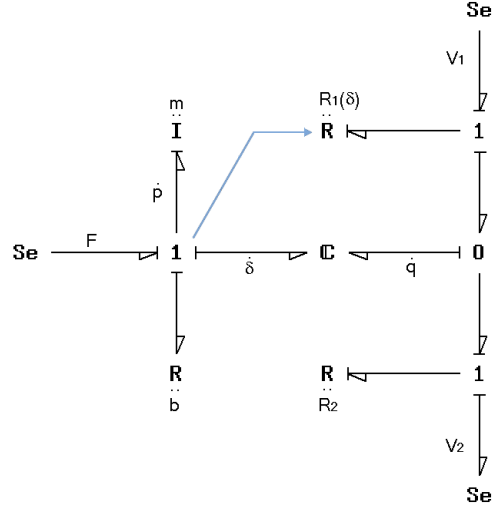 Se
V1
m R1(δ)
I R 1
ṗ
Se F 1 δ̇ C q̇ 0
R R 1
b R2
V2
Se